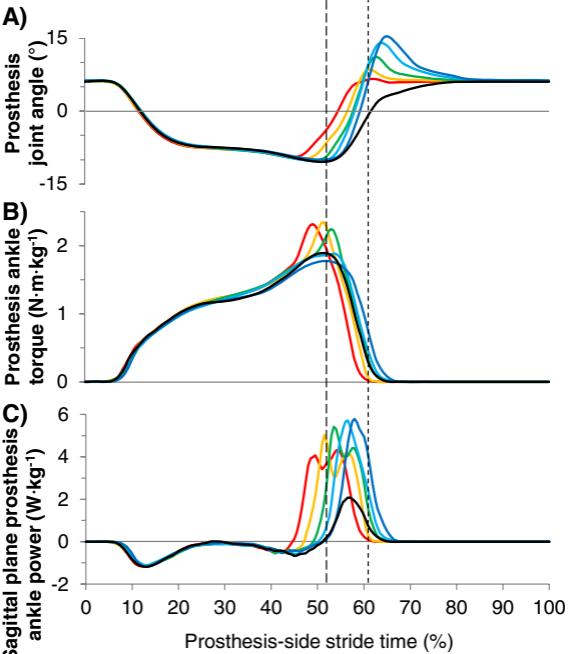 A)
Prosthesis
joint angle (°)
15
0
-15
B)
Prosthesis ankle
torque (N·m·kg⁻¹)
2
1
0
C)
Sagittal plane prosthesis
ankle power (W·kg⁻¹)
6
4
2
0
-2
0 10 20 30 40 50 60 70 80 90 100
Prosthesis-side stride time (%)